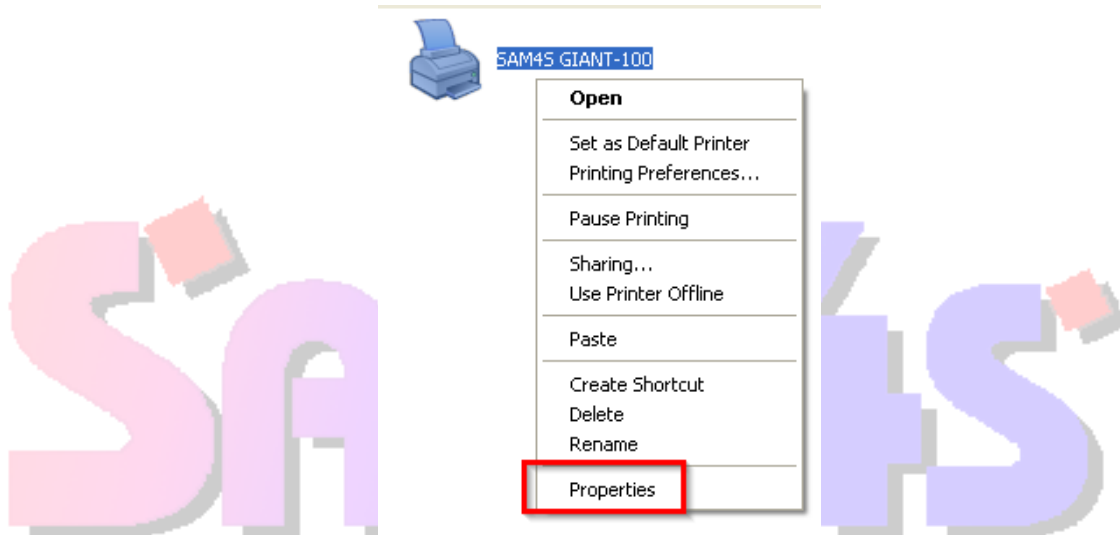 SAM4S GIANT-100
Open
Set as Default Printer
Printing Preferences...
Pause Printing
Sharing...
Use Printer Offline
Paste
Create Shortcut
Delete
Rename
Properties
SAM4S